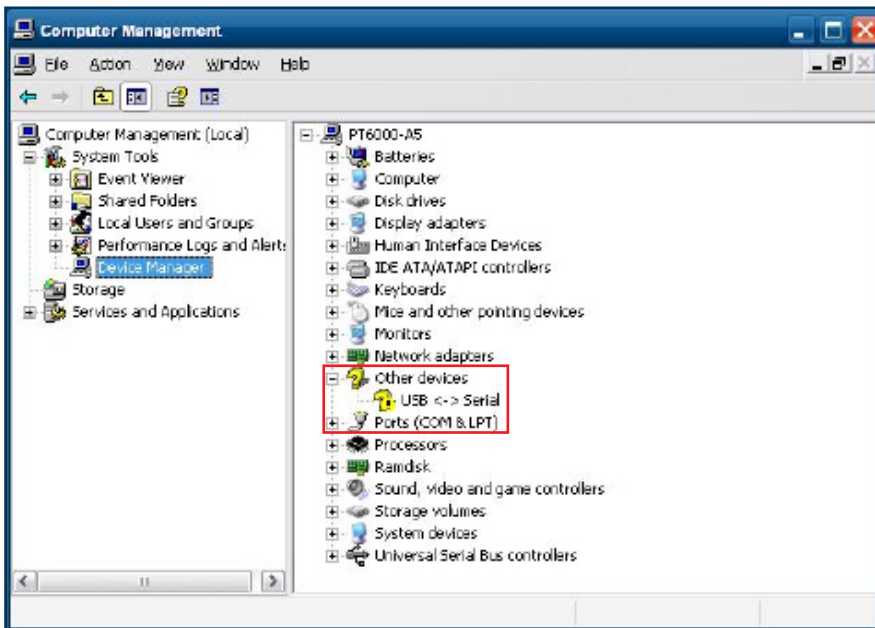 Computer Management
File Action View Window Help
Computer Management (Local)
System Tools
Event Viewer
Shared Folders
Local Users and Groups
Performance Logs and Alert:
Device Manager
Storage
Services and Applications
PT6000-A5
Batteries
Computer
Disk drives
Display adapters
Human Interface Devices
IDE ATA/ATAPI controllers
Keyboards
Mice and other pointing devices
Monitors
Network adapters
Other devices
USB <-> Serial
Ports (COM & LPT)
Processors
Ramdisk
Sound, video and game controllers
Storage volumes
System devices
Universal Serial Bus controllers